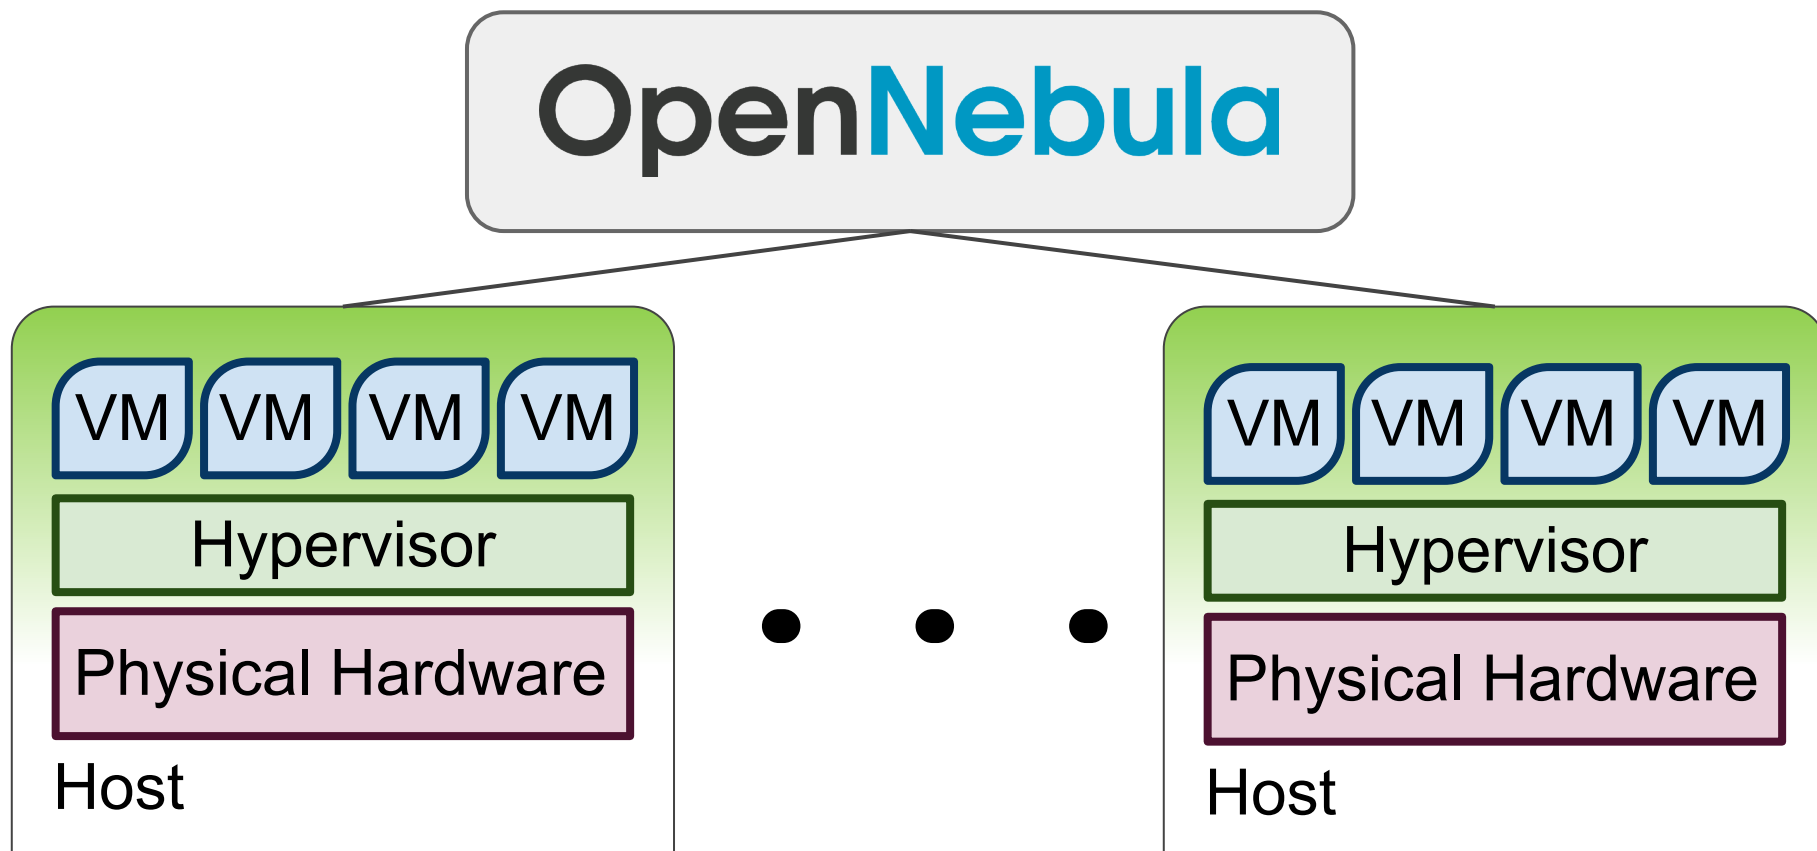 OpenNebula
VM VM VM VM
Hypervisor
Physical Hardware
Host
VM VM VM VM
Hypervisor
Physical Hardware
Host